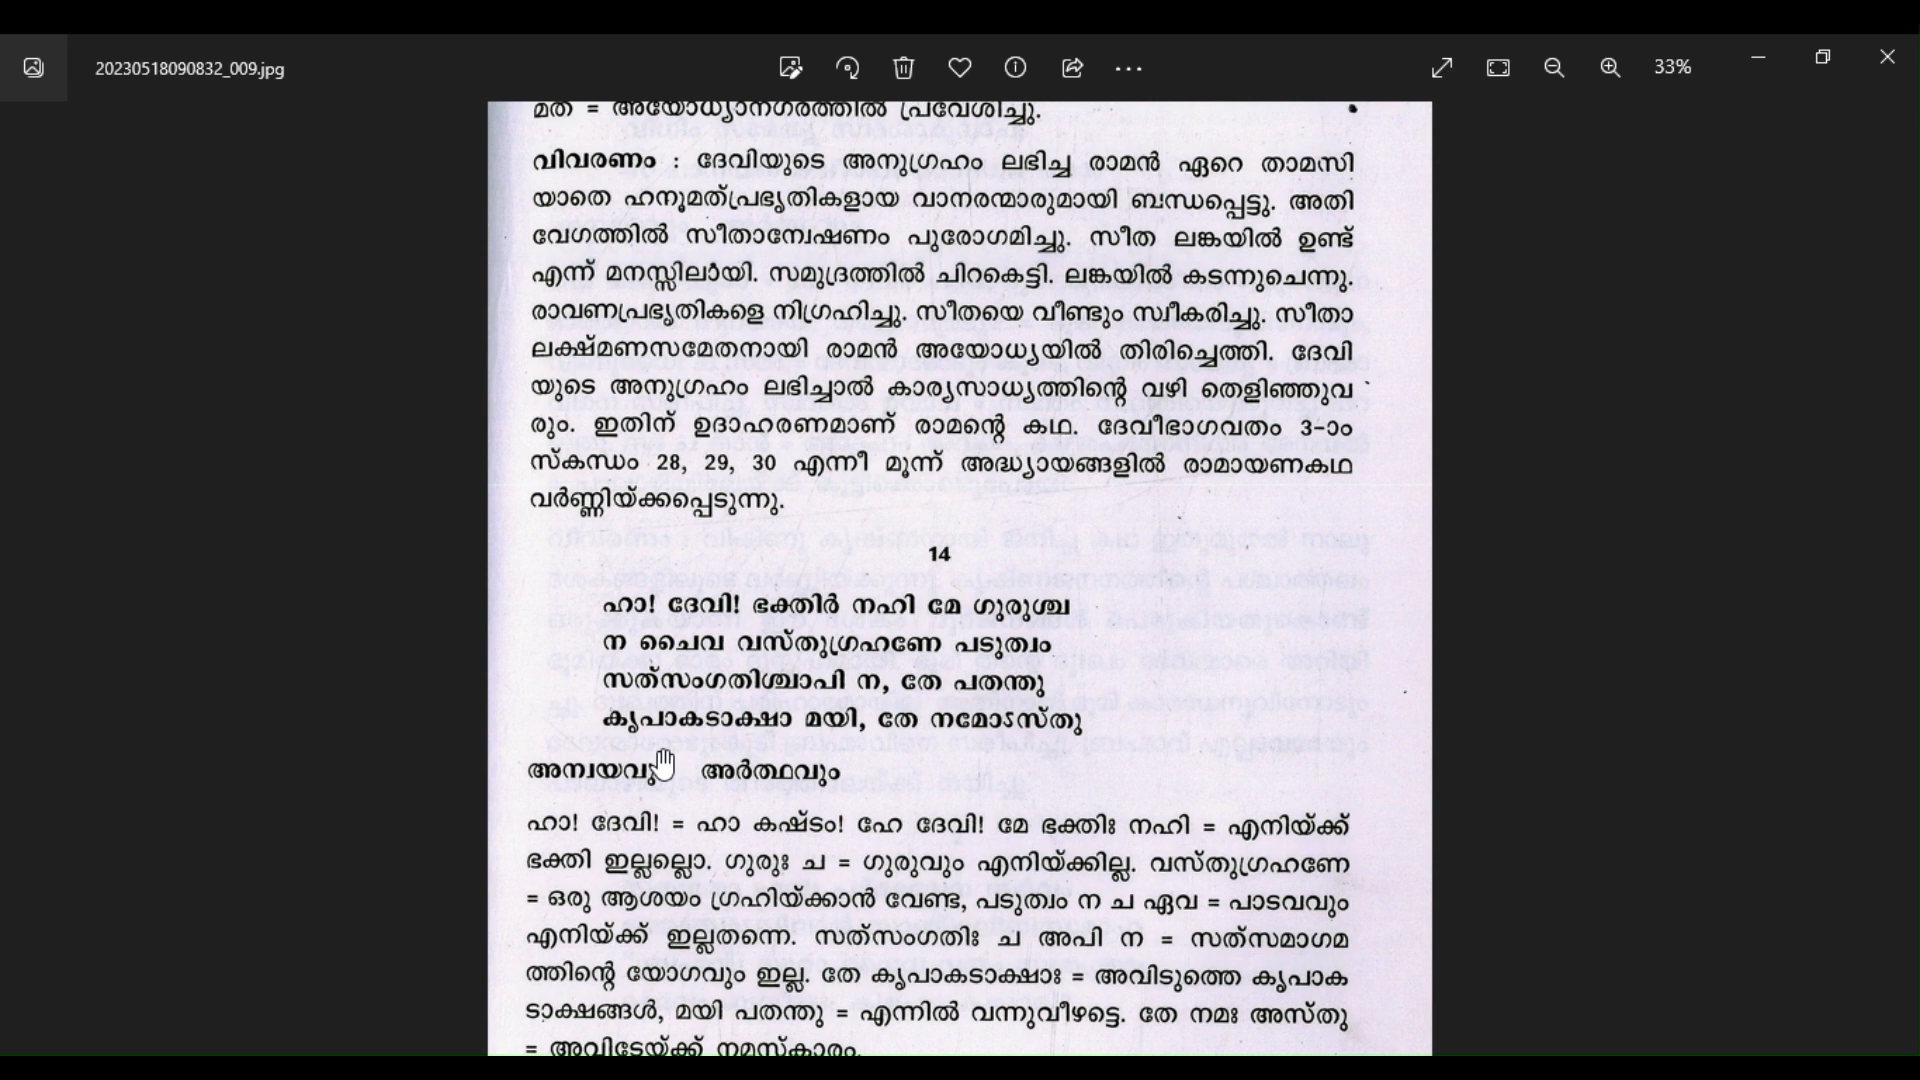 20230518090832_009.jpg
33%
മത = അയോധ്യാനഗരത്തിൽ പ്രവേശിച്ചു.
വിവരണം : ദേവിയുടെ അനുഗ്രഹം ലഭിച്ച രാമൻ ഏറെ താമസി
യാതെ ഹനൂമത്പ്രഭൃതികളായ വാനരന്മാരുമായി ബന്ധപ്പെട്ടു. അതി
വേഗത്തിൽ സീതാന്വേഷണം പുരോഗമിച്ചു. സീത ലങ്കയിൽ ഉണ്ട്
എന്ന് മനസ്സിലായി. സമുദ്രത്തിൽ ചിറകെട്ടി. ലങ്കയിൽ കടന്നുചെന്നു.
രാവണപ്രഭൃതികളെ നിഗ്രഹിച്ചു. സീതയെ വീണ്ടും സ്വീകരിച്ചു. സീതാ
ലക്ഷ്മണസമേതനായി രാമൻ അയോധ്യയിൽ തിരിച്ചെത്തി. ദേവി
യുടെ അനുഗ്രഹം ലഭിച്ചാൽ കാര്യസാധ്യത്തിന്റെ വഴി തെളിഞ്ഞുവ
രും. ഇതിന് ഉദാഹരണമാണ് രാമന്റെ കഥ. ദേവീഭാഗവതം 3-ാം
സ്കന്ധം 28, 29, 30 എന്നീ മൂന്ന് അദ്ധ്യായങ്ങളിൽ രാമായണകഥ
വർണ്ണിയ്ക്കപ്പെടുന്നു.
14
ഹാ! ദേവി! ഭക്തിർ നഹി മേ ഗുരുശ്ച
ന ചൈവ വസ്തുഗ്രഹണേ പടുത്വം
സത്സംഗതിശ്ചാപി ന, തേ പതന്തു
കൃപാകടാക്ഷാ മയി, തേ നമോഽസ്തു
അന്വയവും അർത്ഥവും
ഹാ! ദേവി! = ഹാ കഷ്ടം! ഹേ ദേവി! മേ ഭക്തിഃ നഹി = എനിയ്ക്ക്
ഭക്തി ഇല്ലല്ലൊ. ഗുരുഃ ച = ഗുരുവും എനിയ്ക്കില്ല. വസ്തുഗ്രഹണേ
= ഒരു ആശയം ഗ്രഹിയ്ക്കാൻ വേണ്ട, പടുത്വം ന ച ഏവ = പാടവവും
എനിയ്ക്ക് ഇല്ലതന്നെ. സത്സംഗതിഃ ച അപി ന = സത്സമാഗമ
ത്തിന്റെ യോഗവും ഇല്ല. തേ കൃപാകടാക്ഷാഃ = അവിടുത്തെ കൃപാക
ടാക്ഷങ്ങൾ, മയി പതന്തു = എന്നിൽ വന്നുവീഴട്ടെ. തേ നമഃ അസ്തു
= അവിടേയ്ക്ക് നമസ്കാരം.